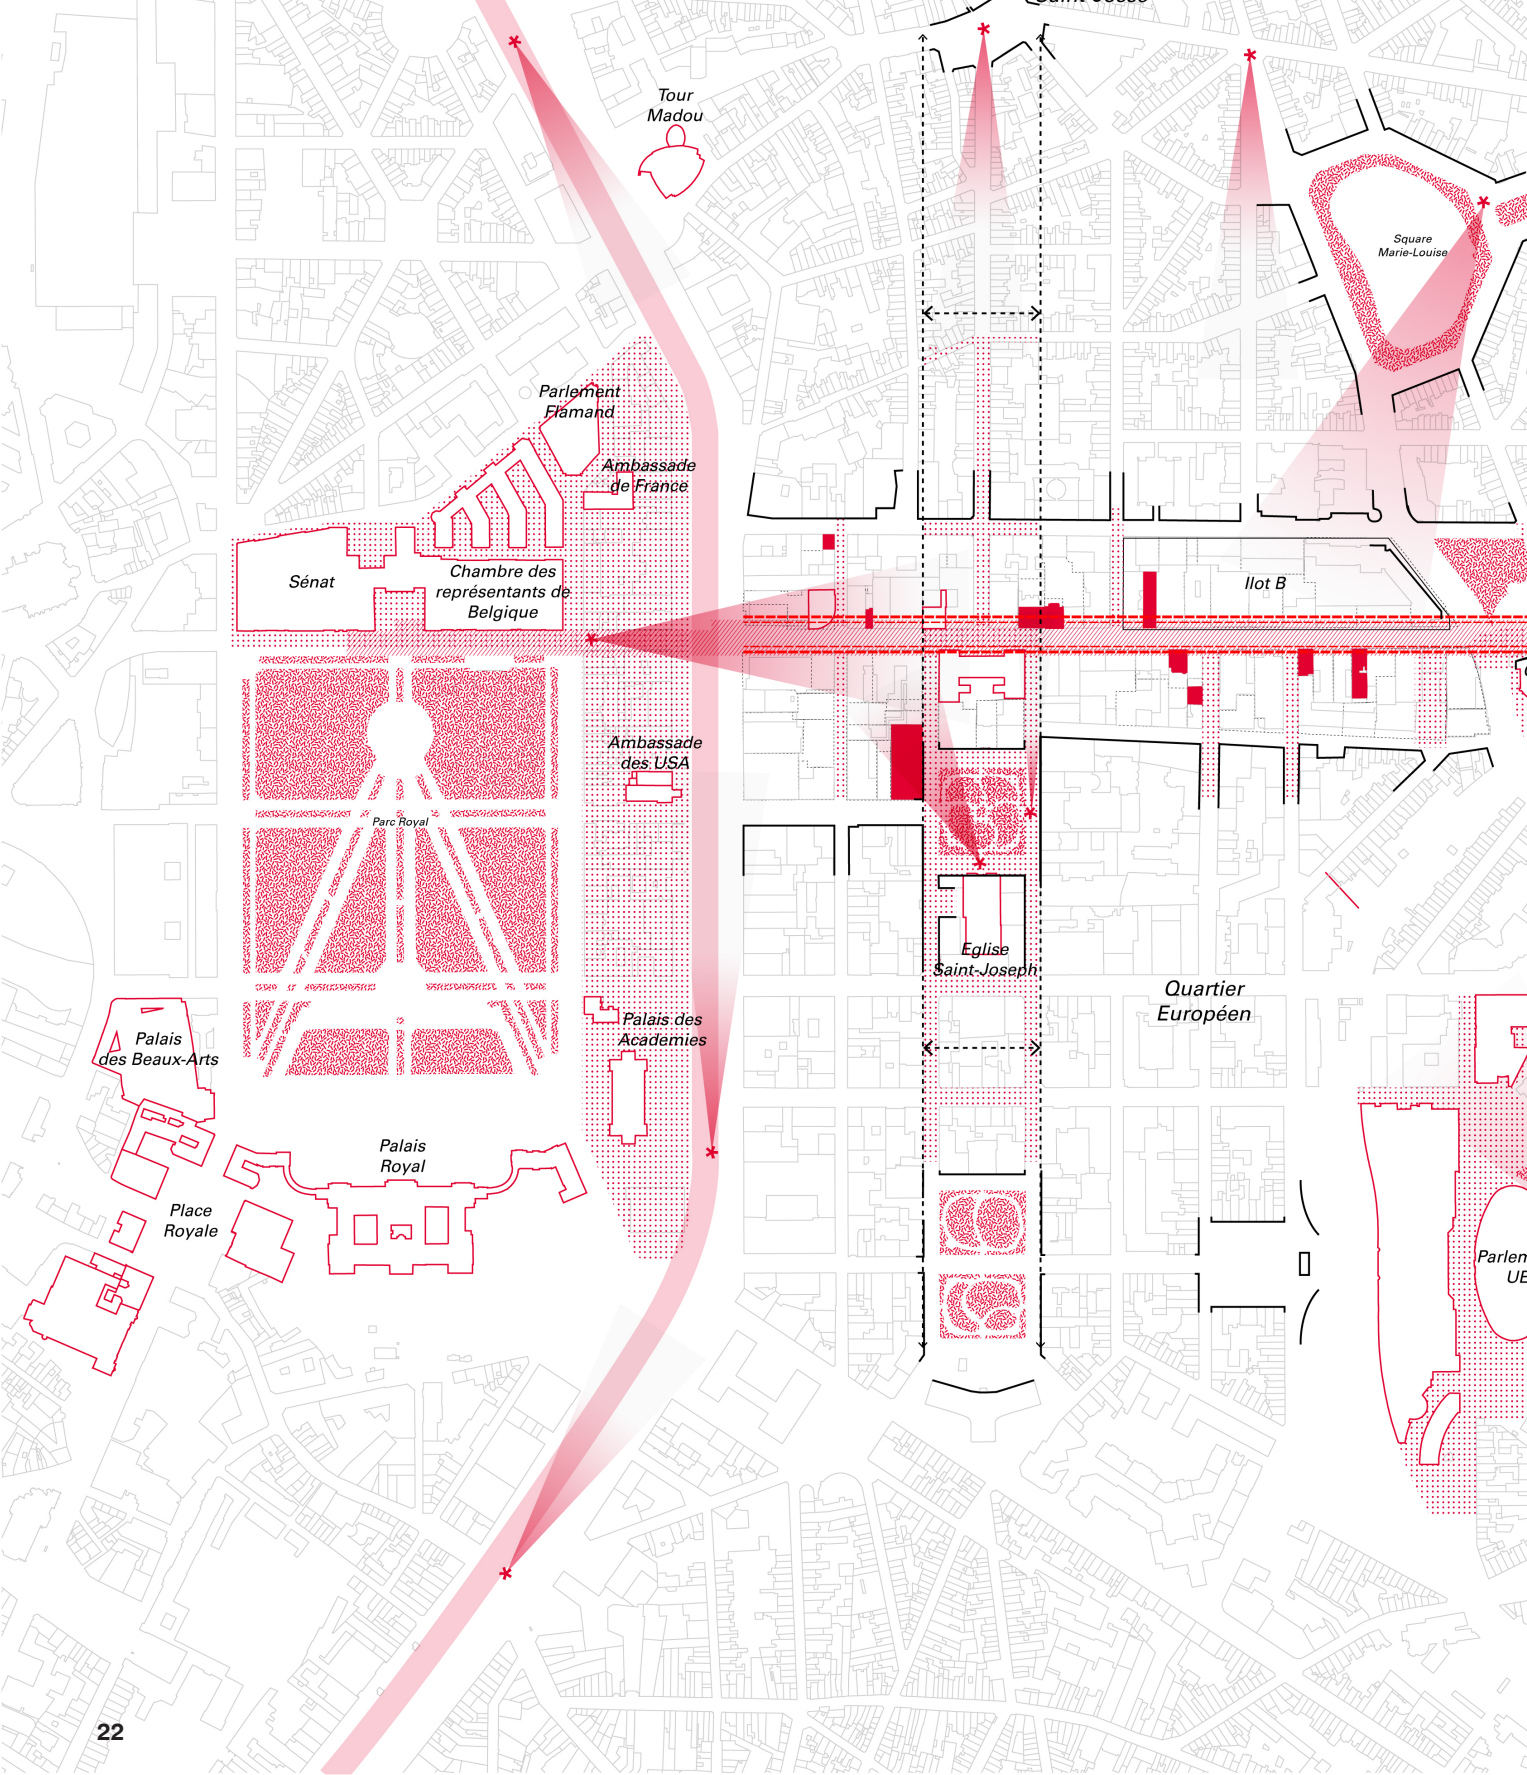 Tour
Madou
Square
Marie-Louise
Parlement
Flamand
Ambassade
de France
Sénat
Chambre des
représentants de
Belgique
Ilot B
Ambassade
des USA
Parc Royal
Eglise
Saint-Joseph
Quartier
Européen
Palais
des Beaux-Arts
Palais des
Academies
Palais
Royal
Place
Royale
Parlem
UE
22